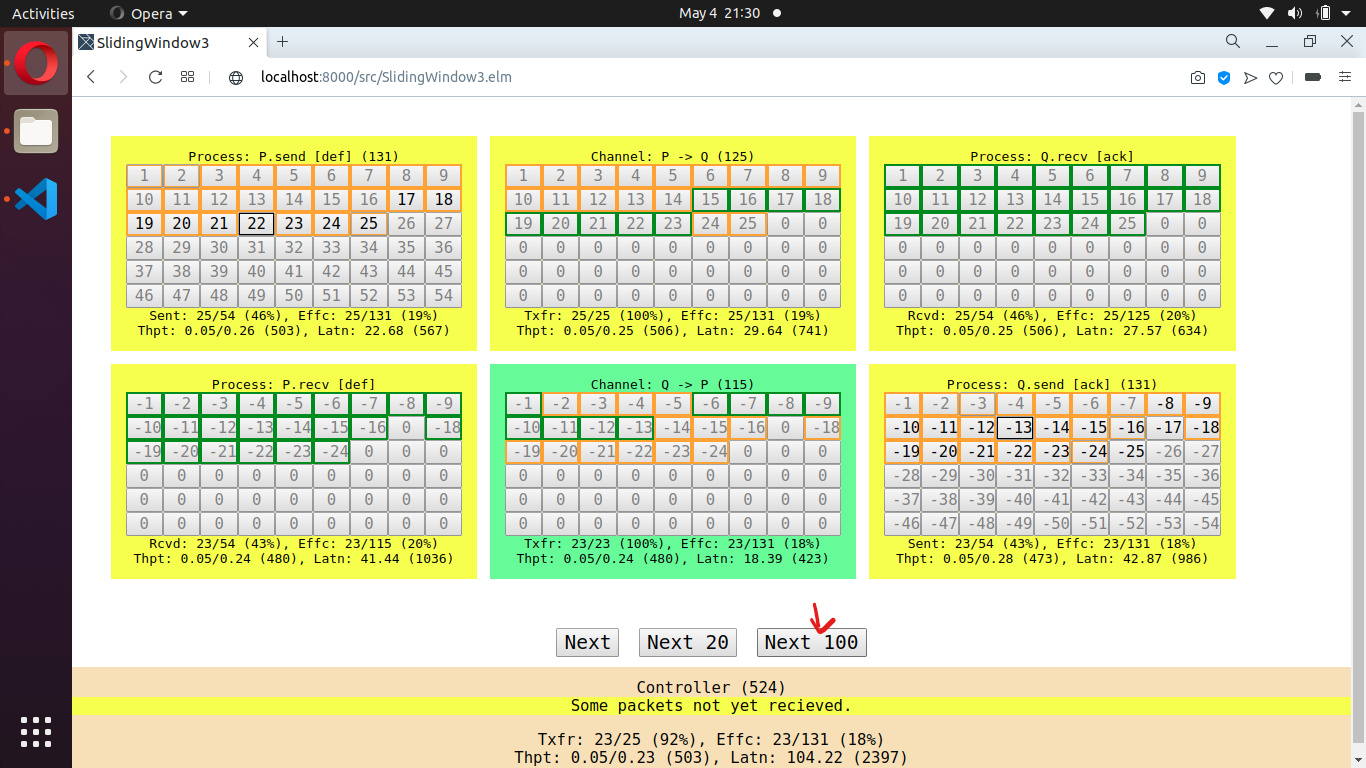 Activities Opera May 4 21:30
SlidingWindow3
localhost:8000/src/SlidingWindow3.elm
Process: P.send [def] (131)
1 2 3 4 5 6 7 8 9
10 11 12 13 14 15 16 17 18
19 20 21 22 23 24 25 26 27
28 29 30 31 32 33 34 35 36
37 38 39 40 41 42 43 44 45
46 47 48 49 50 51 52 53 54
Sent: 25/54 (46%), Effc: 25/131 (19%)
Thpt: 0.05/0.26 (503), Latn: 22.68 (567)
Channel: P -> Q (125)
1 2 3 4 5 6 7 8 9
10 11 12 13 14 15 16 17 18
19 20 21 22 23 24 25 0 0
0 0 0 0 0 0 0 0 0
0 0 0 0 0 0 0 0 0
0 0 0 0 0 0 0 0 0
Txfr: 25/25 (100%), Effc: 25/131 (19%)
Thpt: 0.05/0.25 (506), Latn: 29.64 (741)
Process: Q.recv [ack]
1 2 3 4 5 6 7 8 9
10 11 12 13 14 15 16 17 18
19 20 21 22 23 24 25 0 0
0 0 0 0 0 0 0 0 0
0 0 0 0 0 0 0 0 0
0 0 0 0 0 0 0 0 0
Rcvd: 25/54 (46%), Effc: 25/125 (20%)
Thpt: 0.05/0.25 (506), Latn: 27.57 (634)
Process: P.recv [def]
-1 -2 -3 -4 -5 -6 -7 -8 -9
-10 -11 -12 -13 -14 -15 -16 0 -18
-19 -20 -21 -22 -23 -24 0 0 0
0 0 0 0 0 0 0 0 0
0 0 0 0 0 0 0 0 0
0 0 0 0 0 0 0 0 0
Rcvd: 23/54 (43%), Effc: 23/115 (20%)
Thpt: 0.05/0.24 (480), Latn: 41.44 (1036)
Channel: Q -> P (115)
-1 -2 -3 -4 -5 -6 -7 -8 -9
-10 -11 -12 -13 -14 -15 -16 0 -18
-19 -20 -21 -22 -23 -24 0 0 0
0 0 0 0 0 0 0 0 0
0 0 0 0 0 0 0 0 0
0 0 0 0 0 0 0 0 0
Txfr: 23/23 (100%), Effc: 23/131 (18%)
Thpt: 0.05/0.24 (480), Latn: 18.39 (423)
Process: Q.send [ack] (131)
-1 -2 -3 -4 -5 -6 -7 -8 -9
-10 -11 -12 -13 -14 -15 -16 -17 -18
-19 -20 -21 -22 -23 -24 -25 -26 -27
-28 -29 -30 -31 -32 -33 -34 -35 -36
-37 -38 -39 -40 -41 -42 -43 -44 -45
-46 -47 -48 -49 -50 -51 -52 -53 -54
Sent: 23/54 (43%), Effc: 23/131 (18%)
Thpt: 0.05/0.28 (473), Latn: 42.87 (986)
Next Next 20 Next 100
Controller (524)
Some packets not yet recieved.
Txfr: 23/25 (92%), Effc: 23/131 (18%)
Thpt: 0.05/0.23 (503), Latn: 104.22 (2397)